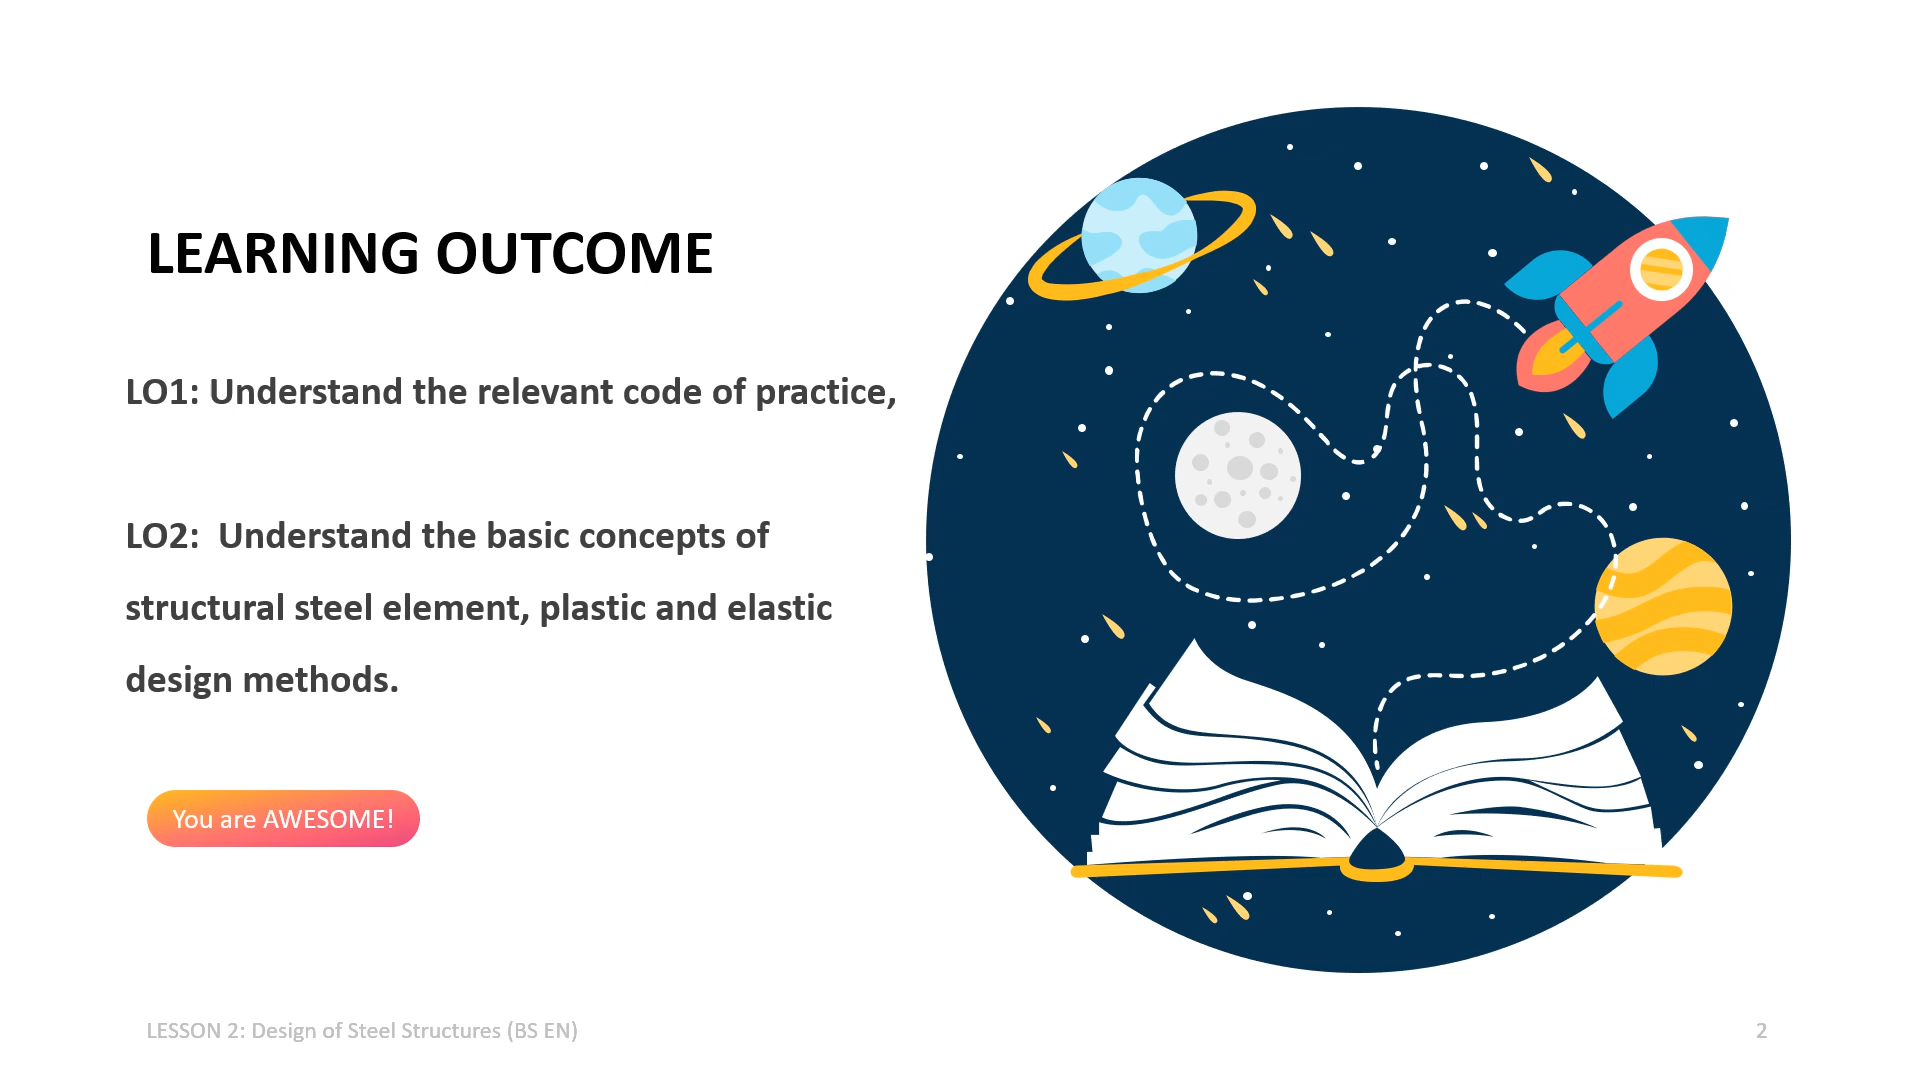 LEARNING OUTCOME
LO1: Understand the relevant code of practice,
LO2:  Understand the basic concepts of
structural steel element, plastic and elastic
design methods.
You are AWESOME!
LESSON 2: Design of Steel Structures (BS EN)
2